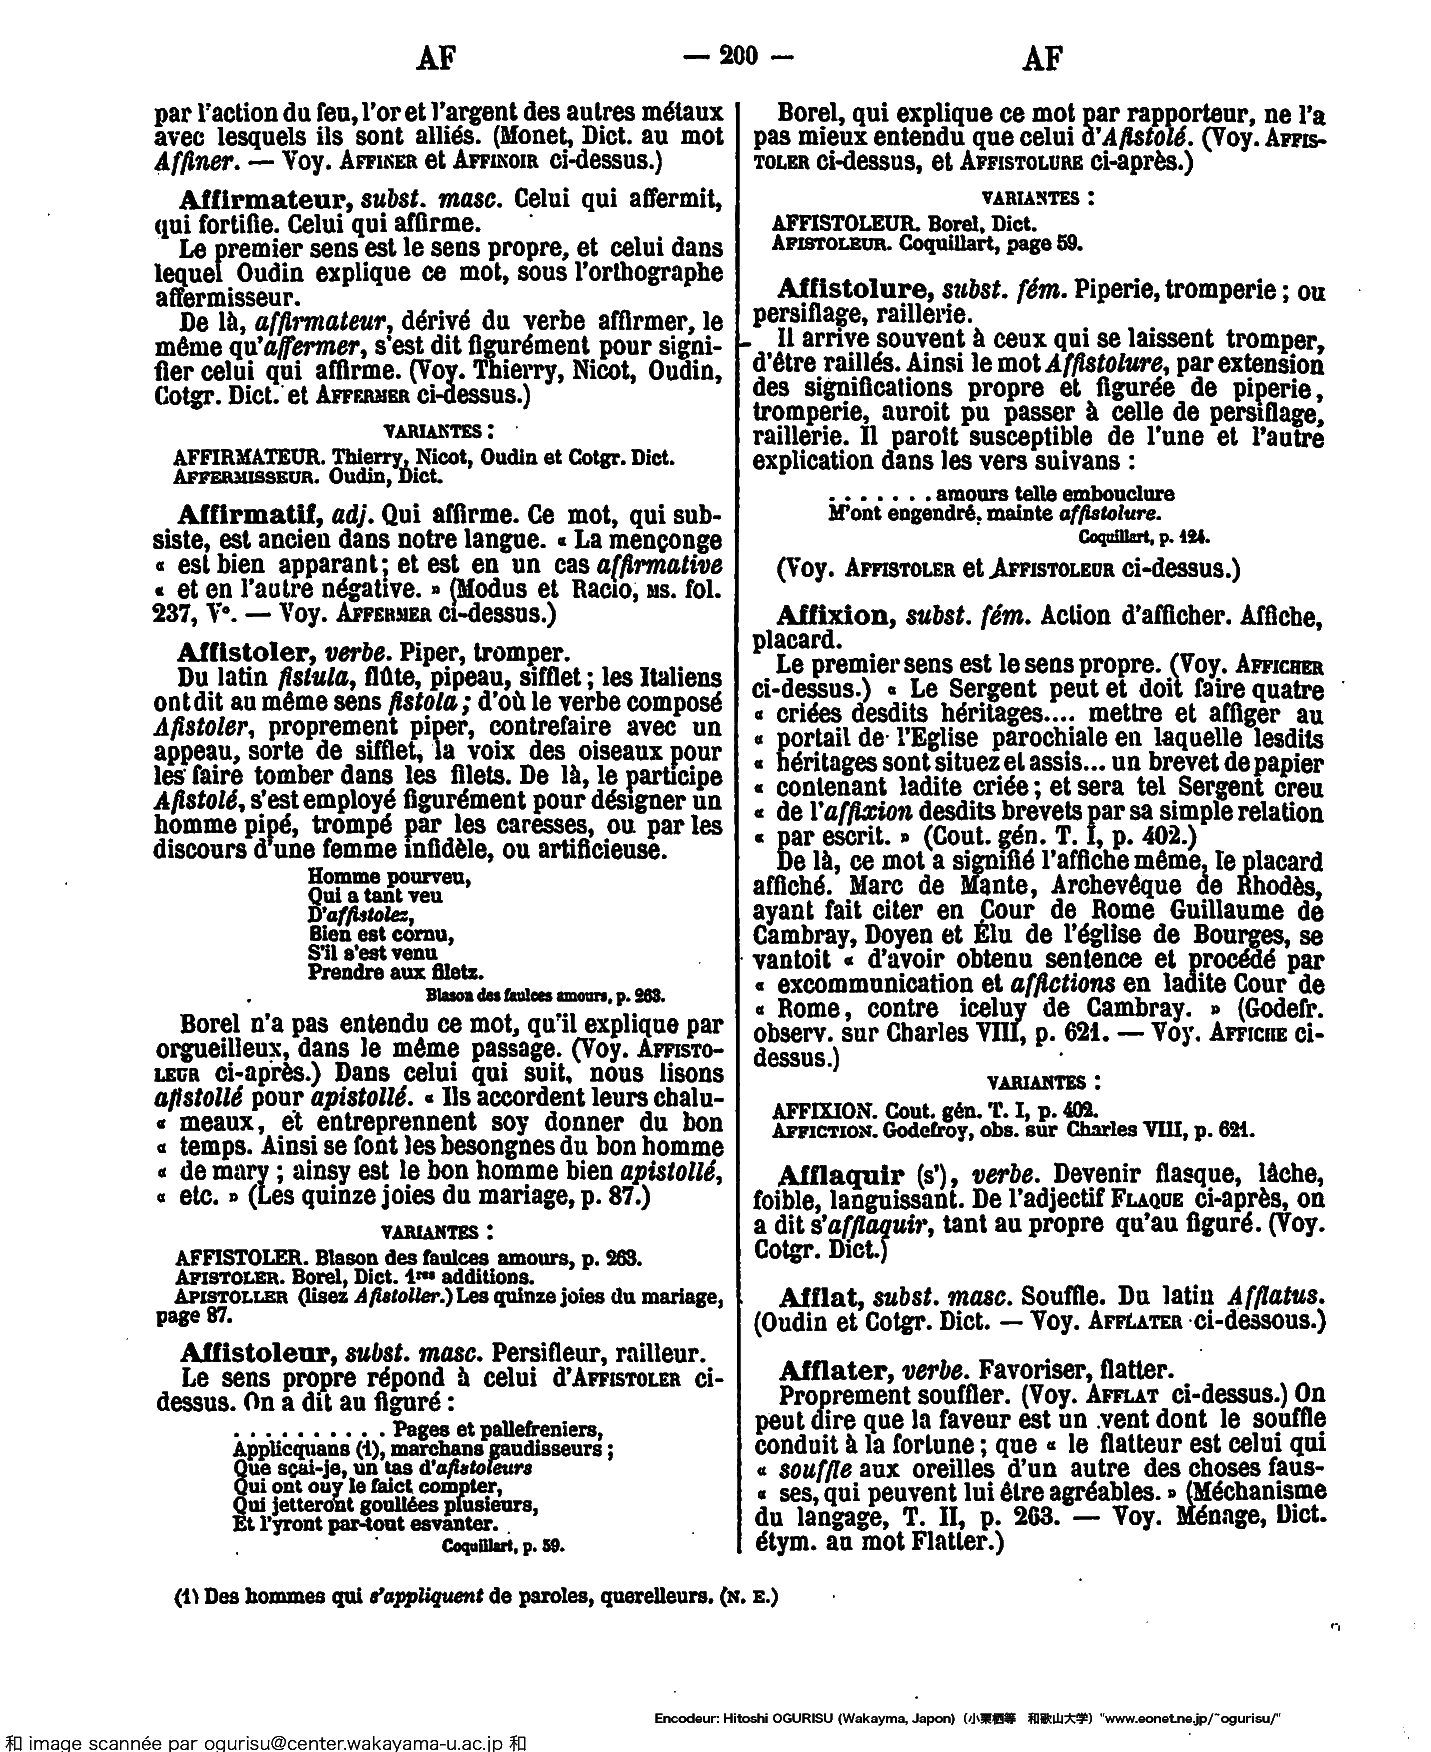 AF — 200 — AF
par l'action du feu, l'or et l'argent des autres métaux
avec lesquels ils sont alliés. (Monet, Dict. au mot
Affiner. — Voy. AFFINER et AFFINOIR ci-dessus.)
Affirmateur, subst. masc. Celui qui affermit,
qui fortifie. Celui qui affirme.
Le premier sens est le sens propre, et celui dans
lequel Oudin explique ce mot, sous l'orthographe
affermisseur.
De là, affirmateur, dérivé du verbe affirmer, le
même qu'affermer, s'est dit figurément pour signi-
fier celui qui affirme. (Voy. Thierry, Nicot, Oudin,
Cotgr. Dict. et AFFERMER ci-dessus.)
VARIANTES :
AFFIRMATEUR. Thierry, Nicot, Oudin et Cotgr. Dict.
AFFERMISSEUR. Oudin, Dict.
Affirmatif, adj. Qui affirme. Ce mot, qui sub-
siste, est ancien dans notre langue. « La mençonge
« est bien apparant ; et est en un cas affirmative
« et en l'autre négative. » (Modus et Racio, MS. fol.
237, V°. — Voy. AFFERMER ci-dessus.)
Affistoler, verbe. Piper, tromper.
Du latin fistula, flûte, pipeau, sifflet ; les Italiens
ont dit au même sens fistola ; d'où le verbe composé
Afistoler, proprement piper, contrefaire avec un
appeau, sorte de sifflet, la voix des oiseaux pour
les faire tomber dans les filets. De là, le participe
Afistolé, s'est employé figurément pour désigner un
homme pipé, trompé par les caresses, ou par les
discours d'une femme infidèle, ou artificieuse.
Homme pourveu,
Qui a tant veu
D'affistolez,
Bien est cornu,
S'il s'est venu
Prendre aux filetz.
Blason des faulces amours, p. 263.
Borel n'a pas entendu ce mot, qu'il explique par
orgueilleux, dans le même passage. (Voy. AFFISTO-
LEUR ci-après.) Dans celui qui suit, nous lisons
afistollé pour apistollé. « Ils accordent leurs chalu-
« meaux, et entreprennent soy donner du bon
« temps. Ainsi se font les besongnes du bon homme
« de mary ; ainsy est le bon homme bien apistollé,
« etc. » (Les quinze joies du mariage, p. 87.)
VARIANTES :
AFFISTOLER. Blason des faulces amours, p. 263.
AFISTOLER. Borel, Dict. 1res additions.
APISTOLLER (lisez Afistoller.) Les quinze joies du mariage,
page 87.
Affistoleur, subst. masc. Persifleur, railleur.
Le sens propre répond à celui d'AFFISTOLER ci-
dessus. On a dit au figuré :
. . . . . . . . . . Pages et pallefreniers,
Applicquans (1), marchans gaudisseurs ;
Que sçai-je, un tas d'afistoleurs
Qui ont ouy le faict compter,
Qui jetteront goullées plusieurs,
Et l'yront par-tout esvanter.
Coquillart, p. 59.
Borel, qui explique ce mot par rapporteur, ne l'a
pas mieux entendu que celui d'Afistolé. (Voy. AFFIS-
TOLER ci-dessus, et AFFISTOLURE ci-après.)
VARIANTES :
AFFISTOLEUR. Borel, Dict.
AFISTOLEUR. Coquillart, page 59.
Affistolure, subst. fém. Piperie, tromperie ; ou
persiflage, raillerie.
Il arrive souvent à ceux qui se laissent tromper,
d'être raillés. Ainsi le mot Affistolure, par extension
des significations propre et figurée de piperie,
tromperie, auroit pu passer à celle de persiflage,
raillerie. Il paroit susceptible de l'une et l'autre
explication dans les vers suivans :
. . . . . . . amours telle embouclure
M'ont engendré, mainte affistolure.
Coquillart, p. 124.
(Voy. AFFISTOLER et AFFISTOLEUR ci-dessus.)
Affixion, subst. fém. Action d'afficher. Affiche,
placard.
Le premier sens est le sens propre. (Voy. AFFICHER
ci-dessus.) « Le Sergent peut et doit faire quatre
« criées desdits héritages.... mettre et affiger au
« portail de l'Eglise parochiale en laquelle lesdits
« héritages sont situez et assis... un brevet de papier
« contenant ladite criée ; et sera tel Sergent creu
« de l'affixion desdits brevets par sa simple relation
« par escrit. » (Cout. gén. T. I, p. 402.)
De là, ce mot a signifié l'affiche même, le placard
affiché. Marc de Mante, Archevêque de Rhodès,
ayant fait citer en Cour de Rome Guillaume de
Cambray, Doyen et Élu de l'église de Bourges, se
vantoit « d'avoir obtenu sentence et procédé par
« excommunication et affictions en ladite Cour de
« Rome, contre iceluy de Cambray. » (Godefr.
observ. sur Charles VIII, p. 621. — Voy. AFFICHE ci-
dessus.)
VARIANTES :
AFFIXION. Cout. gén. T. I, p. 402.
AFFICTION. Godefroy, obs. sur Charles VIII, p. 621.
Afflaquir (s'), verbe. Devenir flasque, lâche,
foible, languissant. De l'adjectif FLAQUE ci-après, on
a dit s'afflaquir, tant au propre qu'au figuré. (Voy.
Cotgr. Dict.)
Afflat, subst. masc. Souffle. Du latin Afflatus.
(Oudin et Cotgr. Dict. — Voy. AFFLATER ci-dessous.)
Afflater, verbe. Favoriser, flatter.
Proprement souffler. (Voy. AFFLAT ci-dessus.) On
peut dire que la faveur est un vent dont le souffle
conduit à la fortune ; que « le flatteur est celui qui
« souffle aux oreilles d'un autre des choses faus-
« ses, qui peuvent lui être agréables. » (Méchanisme
du langage, T. II, p. 263. — Voy. Ménage, Dict.
étym. au mot Flatter.)
(1) Des hommes qui s'appliquent de paroles, querelleurs. (N. E.)
Encodeur: Hitoshi OGURISU (Wakayma, Japon) (小栗栖等 和歌山大学) "www.eonet.ne.jp/~ogurisu/"
和 image scannée par ogurisu@center.wakayama-u.ac.jp 和